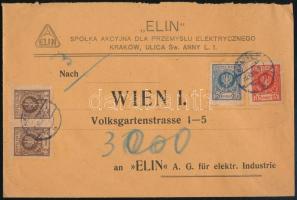 „ELIN"
ELIN
SPÓŁKA AKCYJNA DLA PRZEMYSŁU ELEKTRYCZNEGO
KRAKÓW, ULICA Św. ANNY L. 1.
Nach
WIEN I.
Volksgartenstrasse 1—5
3000
an »ELIN« A. G. für elektr. Industrie